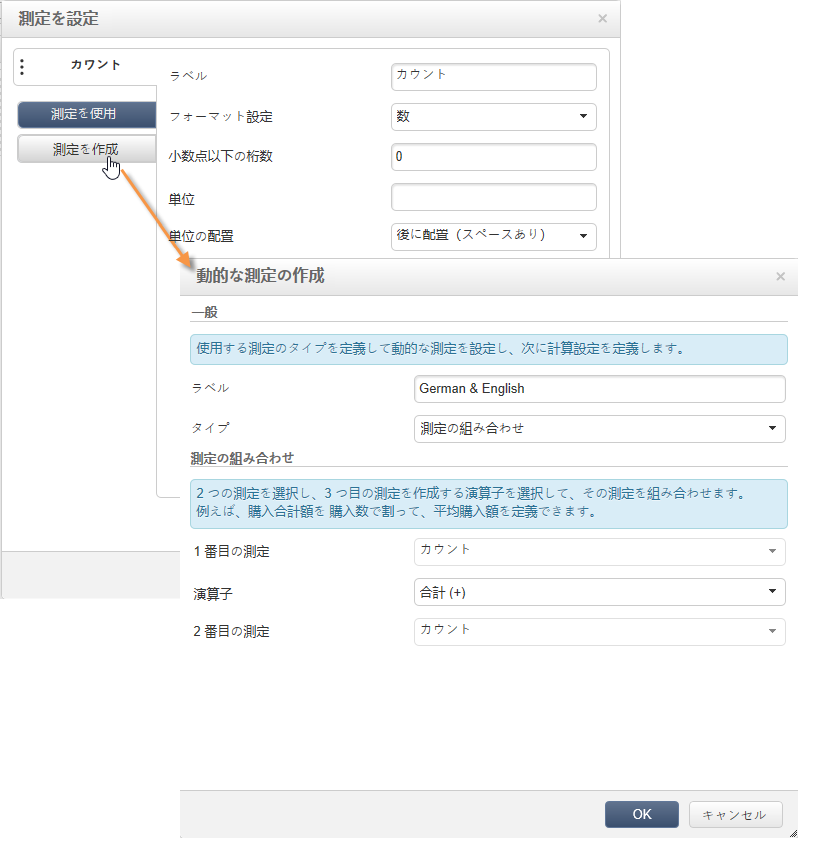 測定を設定
×
カウント
ラベル
カウント
測定を使用
フォーマット設定
数
測定を作成
小数点以下の桁数
0
単位
単位の配置
後に配置（スペースあり）
動的な測定の作成
×
一般
使用する測定のタイプを定義して動的な測定を設定し、次に計算設定を定義します。
ラベル
German & English
タイプ
測定の組み合わせ
測定の組み合わせ
2 つの測定を選択し、3 つ目の測定を作成する演算子を選択して、その測定を組み合わせます。
例えば、購入合計額を 購入数で割って、平均購入額を定義できます。
1 番目の測定
カウント
演算子
合計 (+)
2 番目の測定
カウント
OK
キャンセル